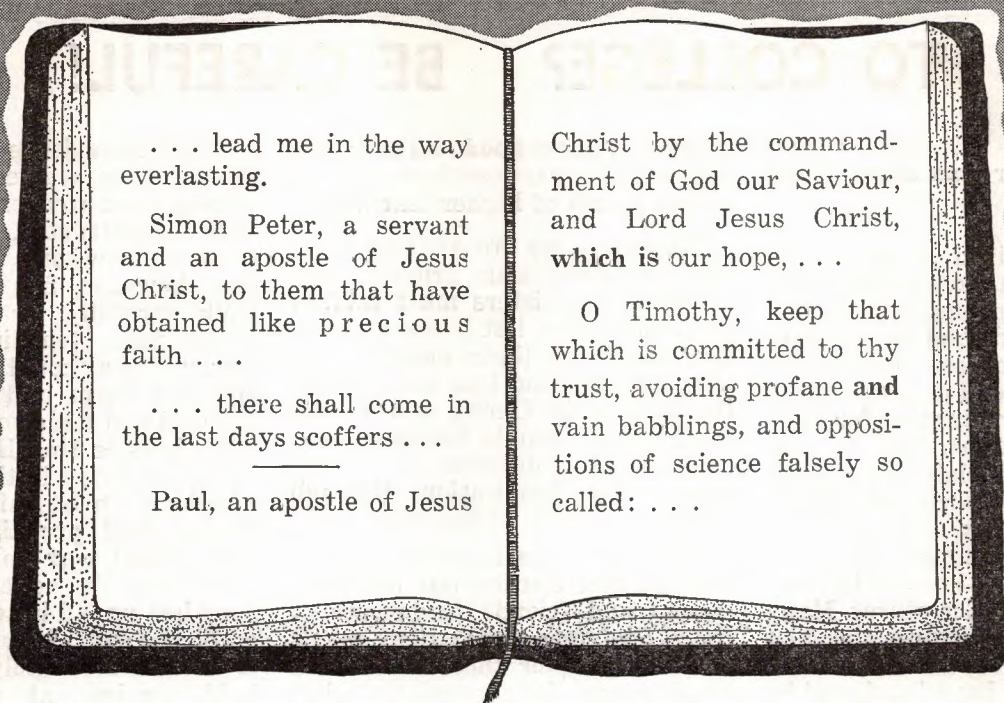 . . . lead me in the way
everlasting.
Simon Peter, a servant
and an apostle of Jesus
Christ, to them that have
obtained like precious
faith . . .
. . . there shall come in
the last days scoffers . . .
Paul, an apostle of Jesus
Christ by the command-
ment of God our Saviour,
and Lord Jesus Christ,
which is our hope, . . .
O Timothy, keep that
which is committed to thy
trust, avoiding profane and
vain babblings, and opposi-
tions of science falsely so
called: . . .